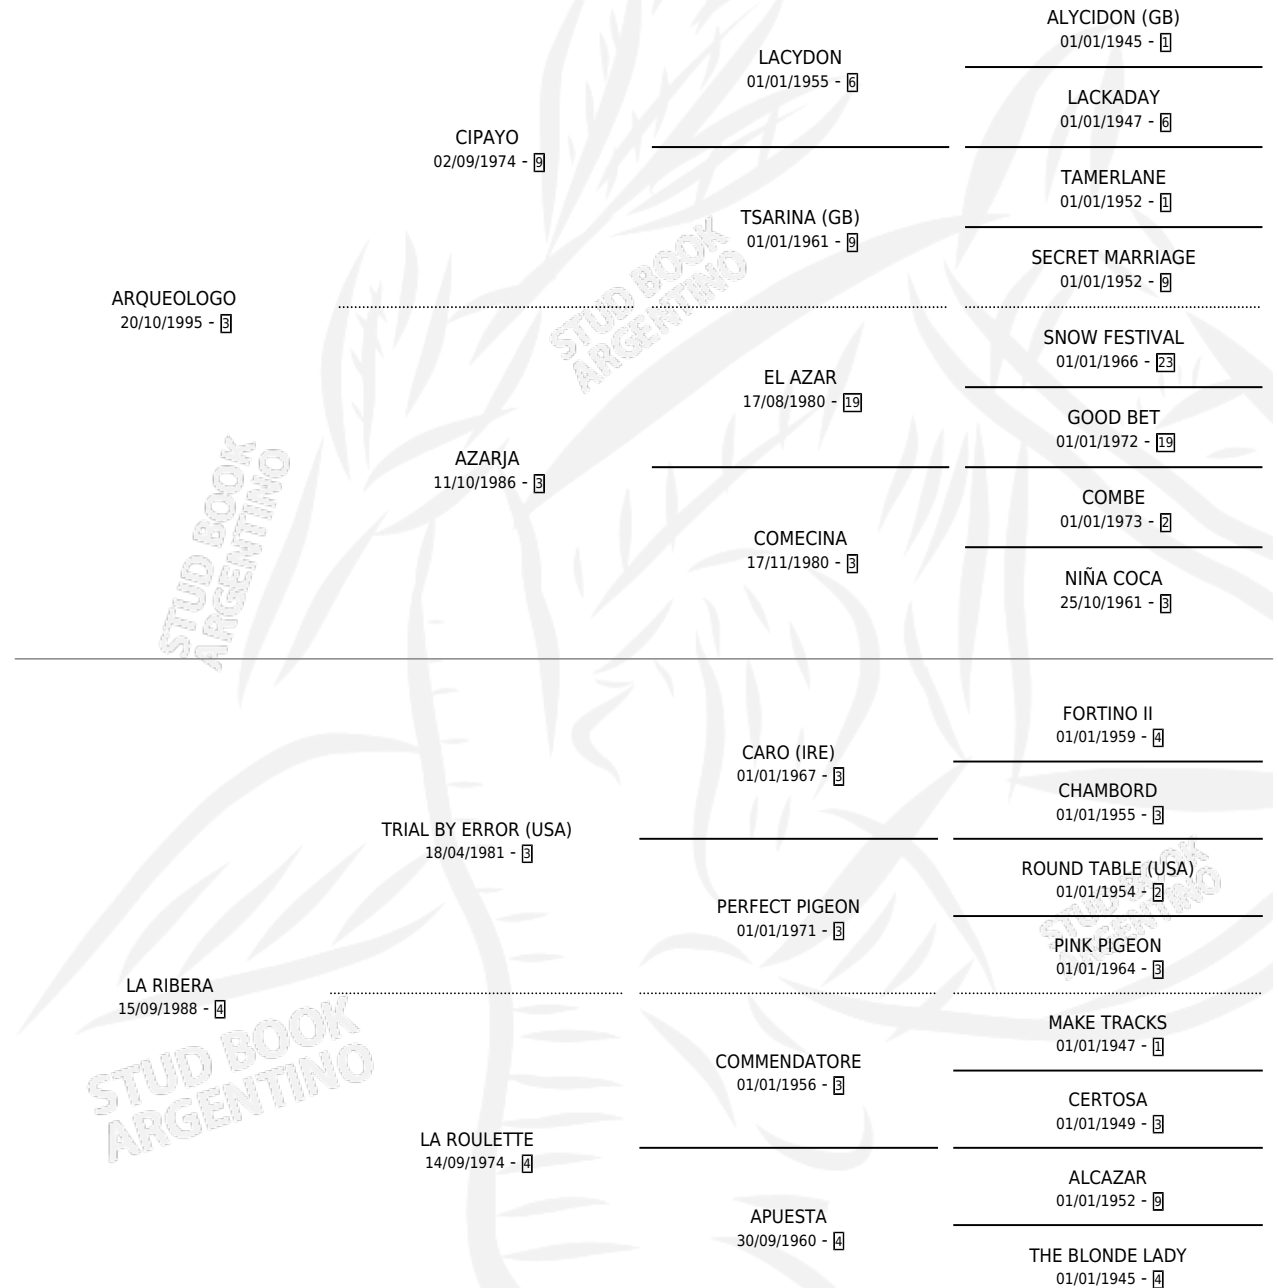 ALYCIDON (GB)
01/01/1945 - 1
LACYDON
01/01/1955 - 6
LACKADAY
01/01/1947 - 6
CIPAYO
02/09/1974 - 9
TAMERLANE
01/01/1952 - 1
TSARINA (GB)
01/01/1961 - 9
SECRET MARRIAGE
01/01/1952 - 9
ARQUEOLOGO
20/10/1995 - 3
SNOW FESTIVAL
01/01/1966 - 23
EL AZAR
17/08/1980 - 19
GOOD BET
01/01/1972 - 19
AZARJA
11/10/1986 - 3
COMBE
01/01/1973 - 2
COMECINA
17/11/1980 - 3
NIÑA COCA
25/10/1961 - 3
FORTINO II
01/01/1959 - 4
CARO (IRE)
01/01/1967 - 3
CHAMBORD
01/01/1955 - 3
TRIAL BY ERROR (USA)
18/04/1981 - 3
ROUND TABLE (USA)
01/01/1954 - 2
PERFECT PIGEON
01/01/1971 - 3
PINK PIGEON
01/01/1964 - 3
LA RIBERA
15/09/1988 - 4
MAKE TRACKS
01/01/1947 - 1
COMMENDATORE
01/01/1956 - 3
CERTOSA
01/01/1949 - 3
LA ROULETTE
14/09/1974 - 4
ALCAZAR
01/01/1952 - 9
APUESTA
30/09/1960 - 4
THE BLONDE LADY
01/01/1945 - 4
STUD BOOK
ARGENTINO
STUD BOOK
ARGENTINO
STUD BOOK
ARGENTINO
STUD BOOK
ARGENTINO